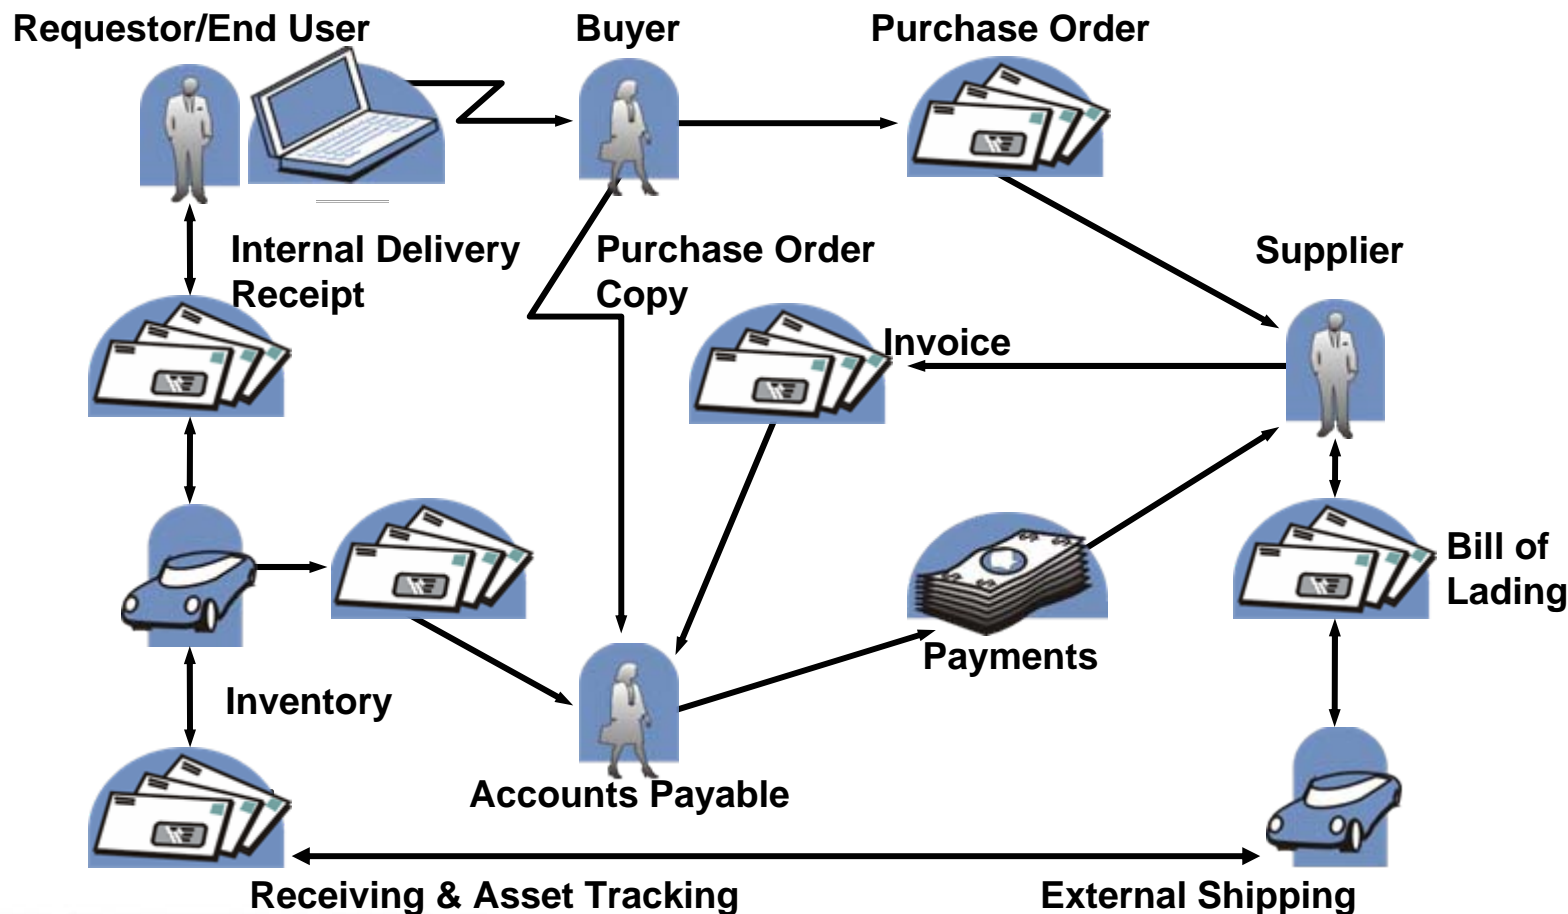 Requestor/End User
Buyer
Purchase Order
Internal Delivery
Receipt
Purchase Order
Copy
Supplier
Invoice
Bill of
Lading
Payments
Inventory
Accounts Payable
Receiving & Asset Tracking
External Shipping